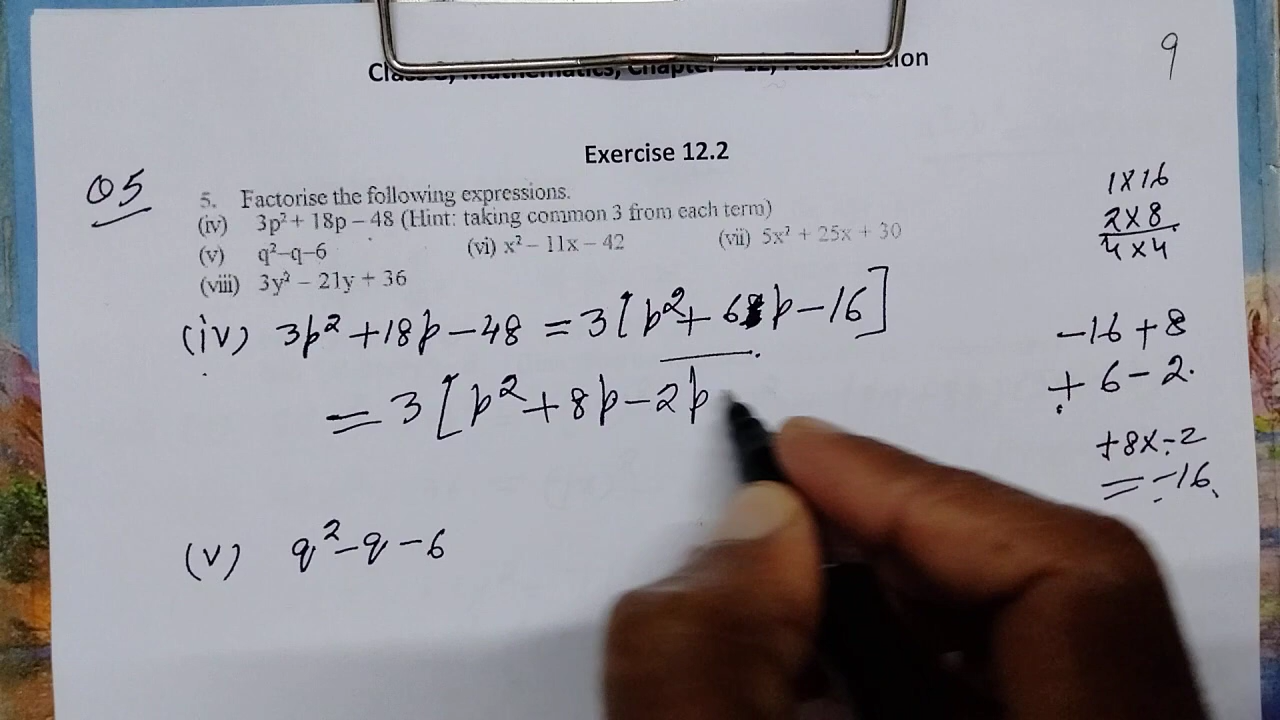 9
Exercise 12.2
Q5
5. Factorise the following expressions.
(iv) 3p² + 18p – 48 (Hint: taking common 3 from each term)
(v) q²–q–6 (vi) x² – 11x – 42 (vii) 5x² + 25x + 30
(viii) 3y² – 21y + 36
(iv) 3p² + 18p – 48 = 3[p² + 6p – 16]
= 3[p² + 8p – 2p
(v) q² – q – 6
1 x 16
2 x 8
4 x 4
–16 + 8
+ 6 – 2.
+8x–2
= –16